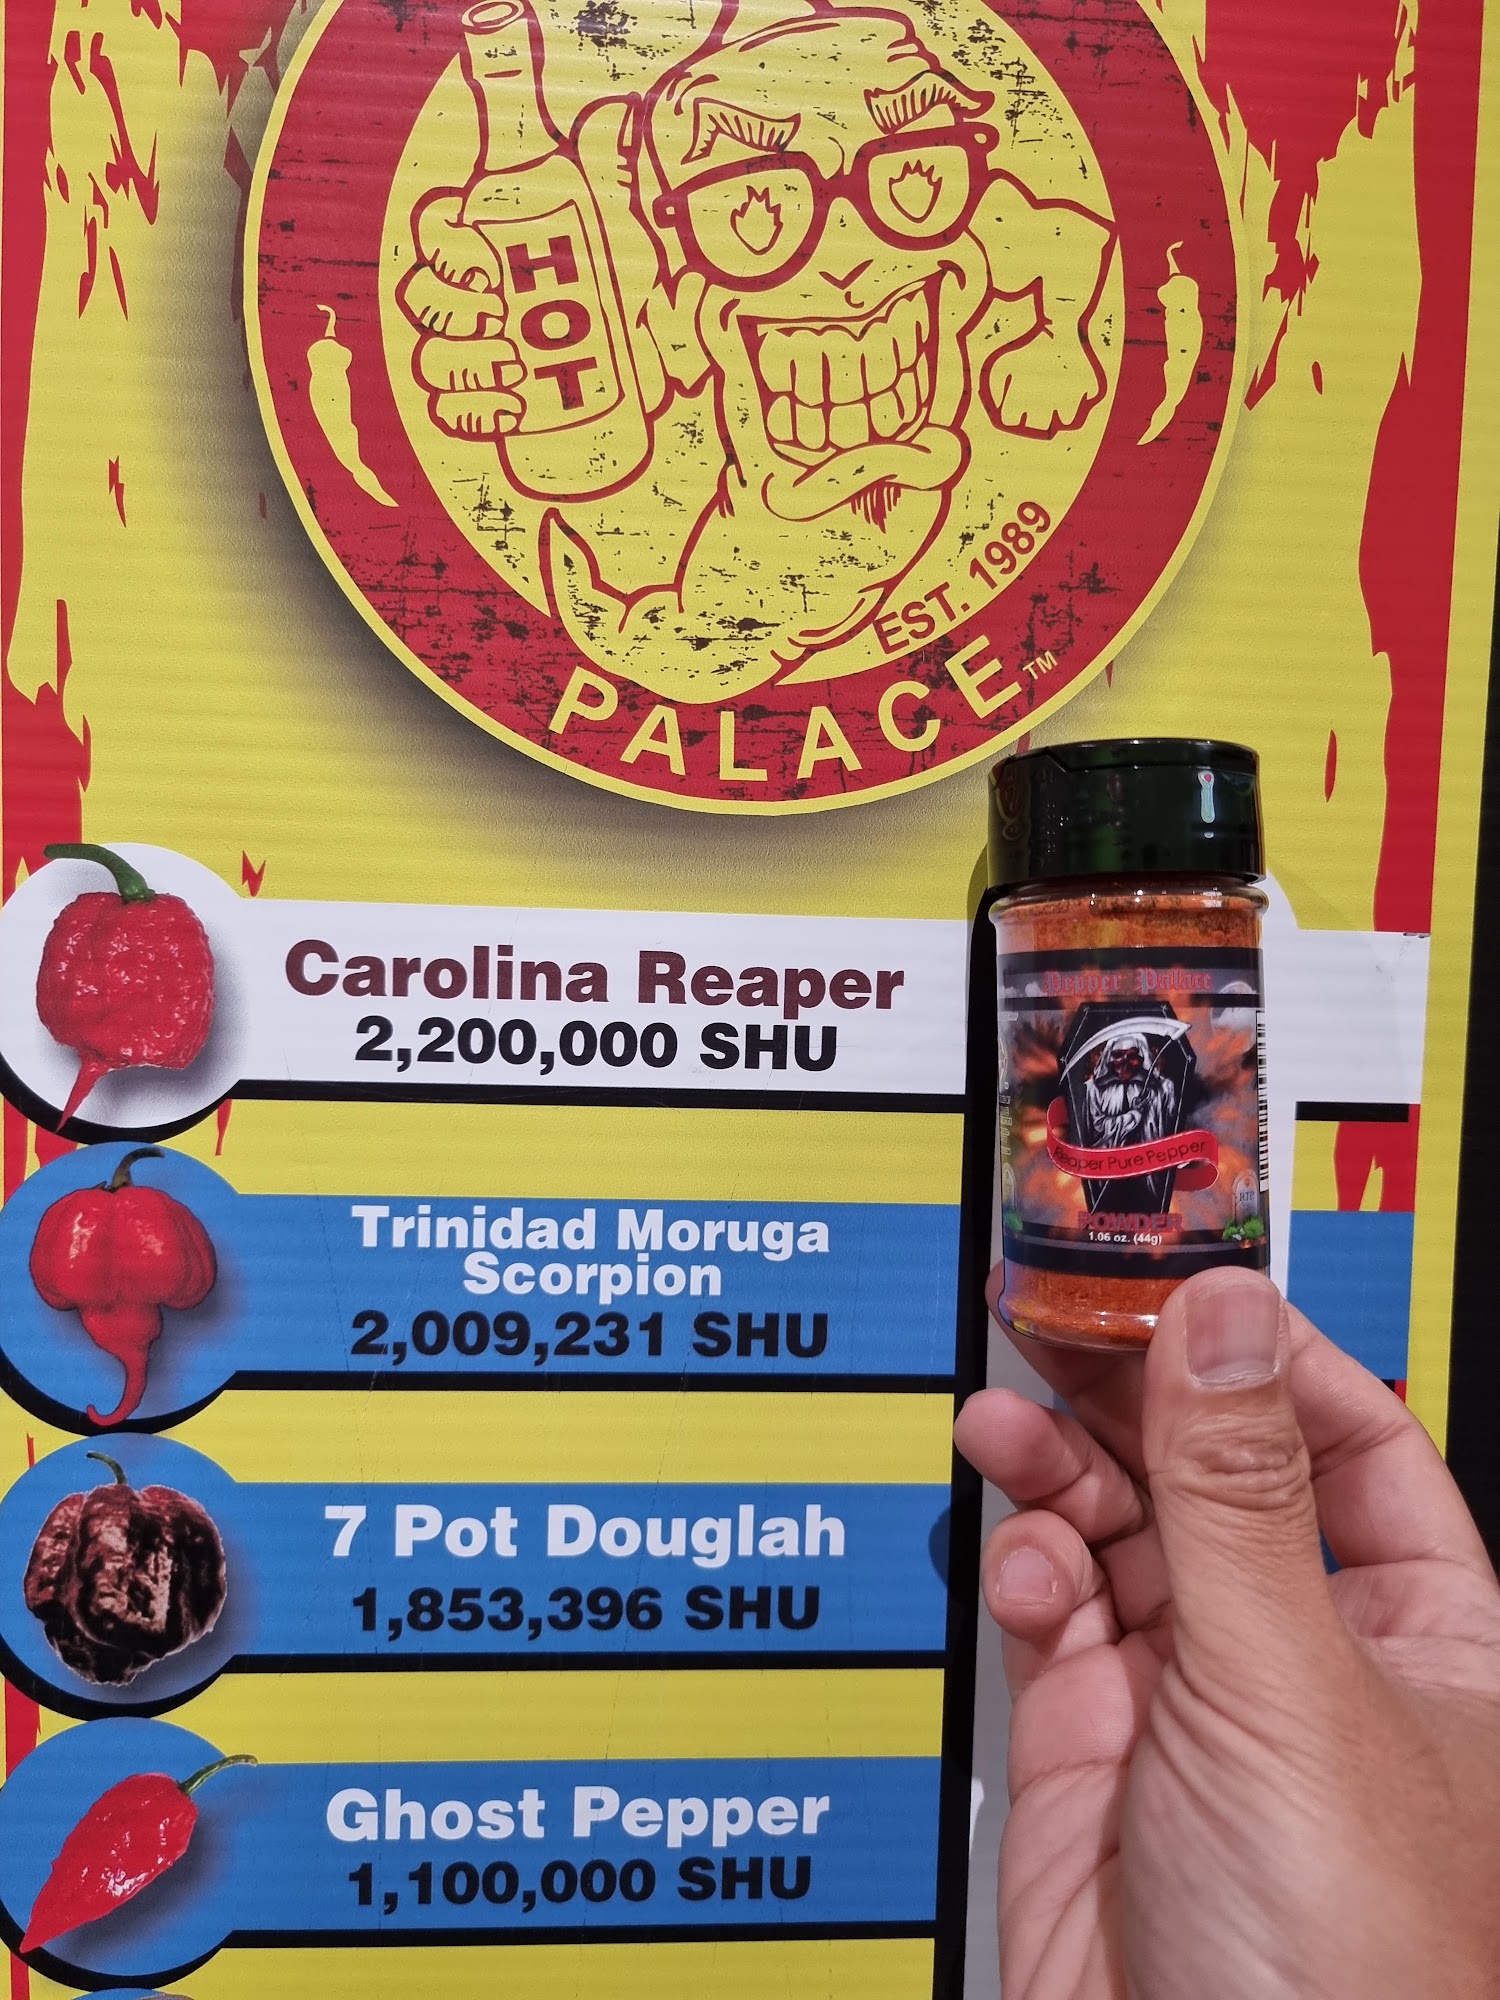 HOT
EST. 1989
PALACE™
Carolina Reaper
2,200,000 SHU
Pepper Palace
Reaper Pure Pepper
POWDER
1.06 oz. (44g)
RIP
Trinidad Moruga
Scorpion
2,009,231 SHU
7 Pot Douglah
1,853,396 SHU
Ghost Pepper
1,100,000 SHU